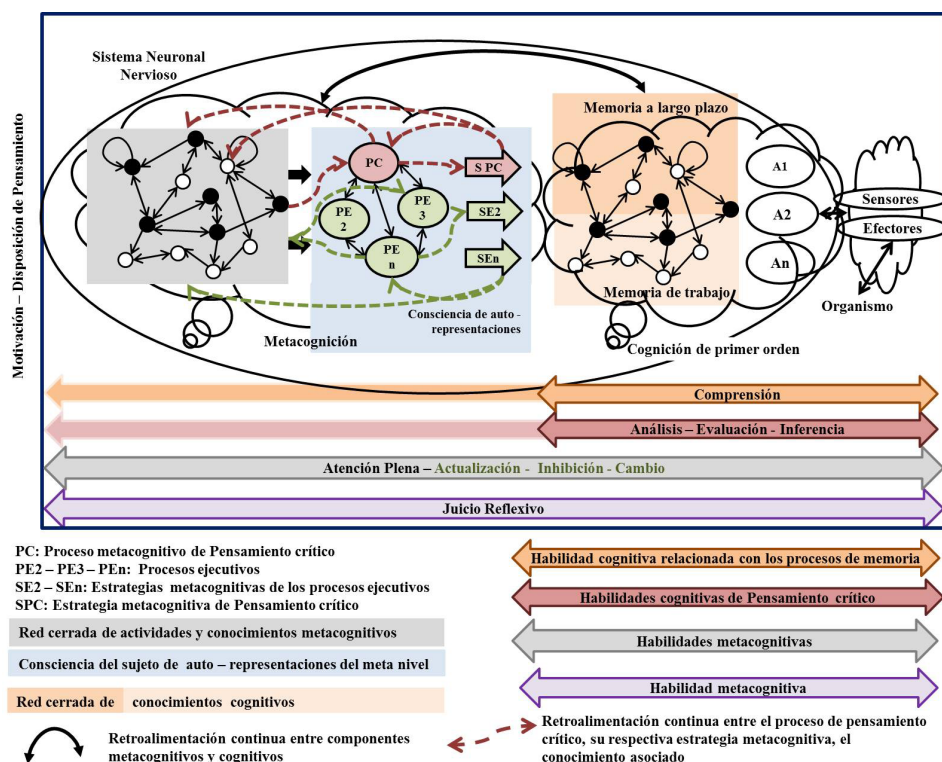 Motivación – Disposición de Pensamiento
Sistema Neuronal
Nervioso
Memoria a largo plazo
PC
S PC
PE
2
PE
3
SE2
PE
n
SEn
A1
A2
An
Sensores
Efectores
Organismo
Memoria de trabajo
Consciencia de auto -
representaciones
Metacognición
Cognición de primer orden
Comprensión
Análisis – Evaluación - Inferencia
Atención Plena – Actualización - Inhibición - Cambio
Juicio Reflexivo
PC: Proceso metacognitivo de Pensamiento crítico
PE2 – PE3 – PEn: Procesos ejecutivos
SE2 – SEn: Estrategias metacognitivas de los procesos ejecutivos
SPC: Estrategia metacognitiva de Pensamiento crítico
Red cerrada de actividades y conocimientos metacognitivos
Consciencia del sujeto de auto – representaciones del meta nivel
Red cerrada de conocimientos cognitivos
Retroalimentación continua entre componentes
metacognitivos y cognitivos
Habilidad cognitiva relacionada con los procesos de memoria
Habilidades cognitivas de Pensamiento crítico
Habilidades metacognitivas
Habilidad metacognitiva
Retroalimentación continua entre el proceso de pensamiento
crítico, su respectiva estrategia metacognitiva, el
conocimiento asociado